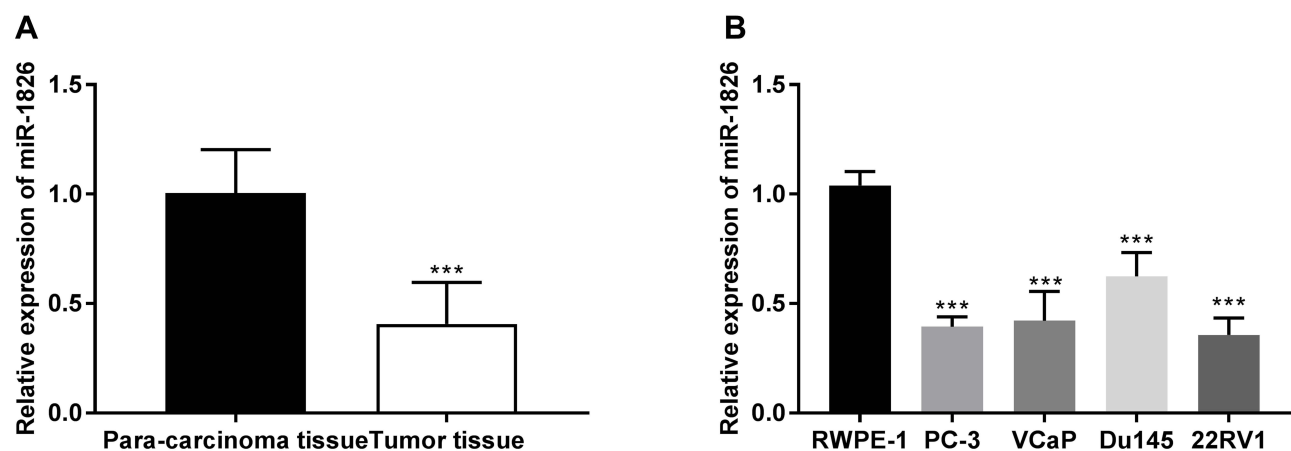 A
Relative expression of miR-1826
1.5
1.0
0.5
0.0
***
Para-carcinoma tissue Tumor tissue
B
Relative expression of miR-1826
1.5
1.0
0.5
0.0
*** *** *** ***
RWPE-1 PC-3 VCaP Du145 22RV1